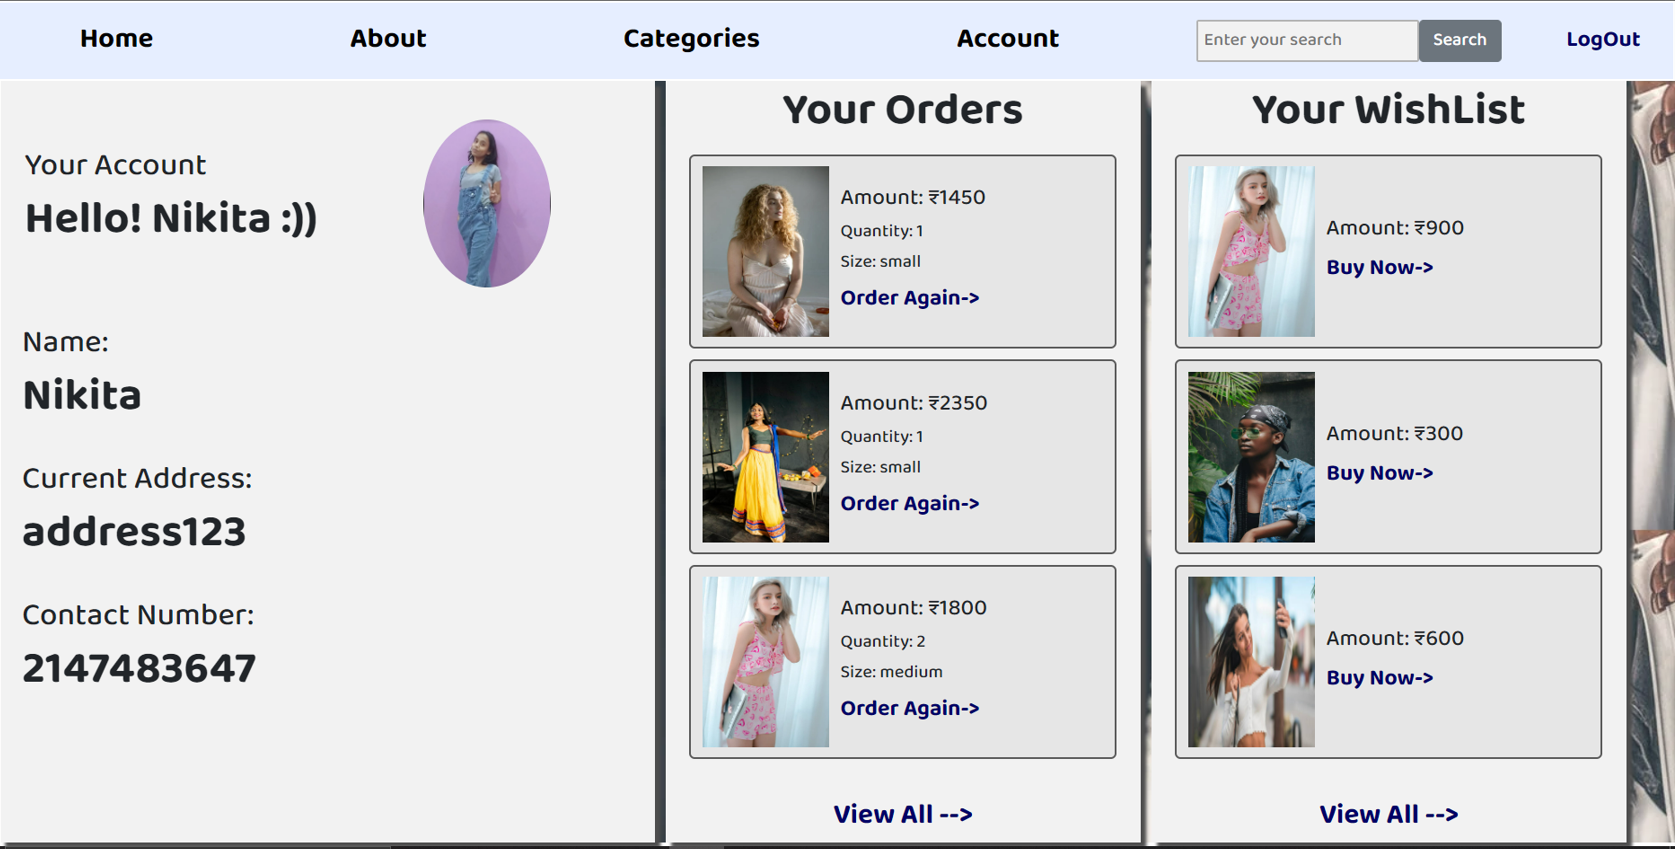 Home About Categories Account Enter your search Search LogOut
Your Account
Hello! Nikita :))
Name:
Nikita
Current Address:
address123
Contact Number:
2147483647
Your Orders
Amount: ₹1450
Quantity: 1
Size: small
Order Again->
Amount: ₹2350
Quantity: 1
Size: small
Order Again->
Amount: ₹1800
Quantity: 2
Size: medium
Order Again->
View All -->
Your WishList
Amount: ₹900
Buy Now->
Amount: ₹300
Buy Now->
Amount: ₹600
Buy Now->
View All -->